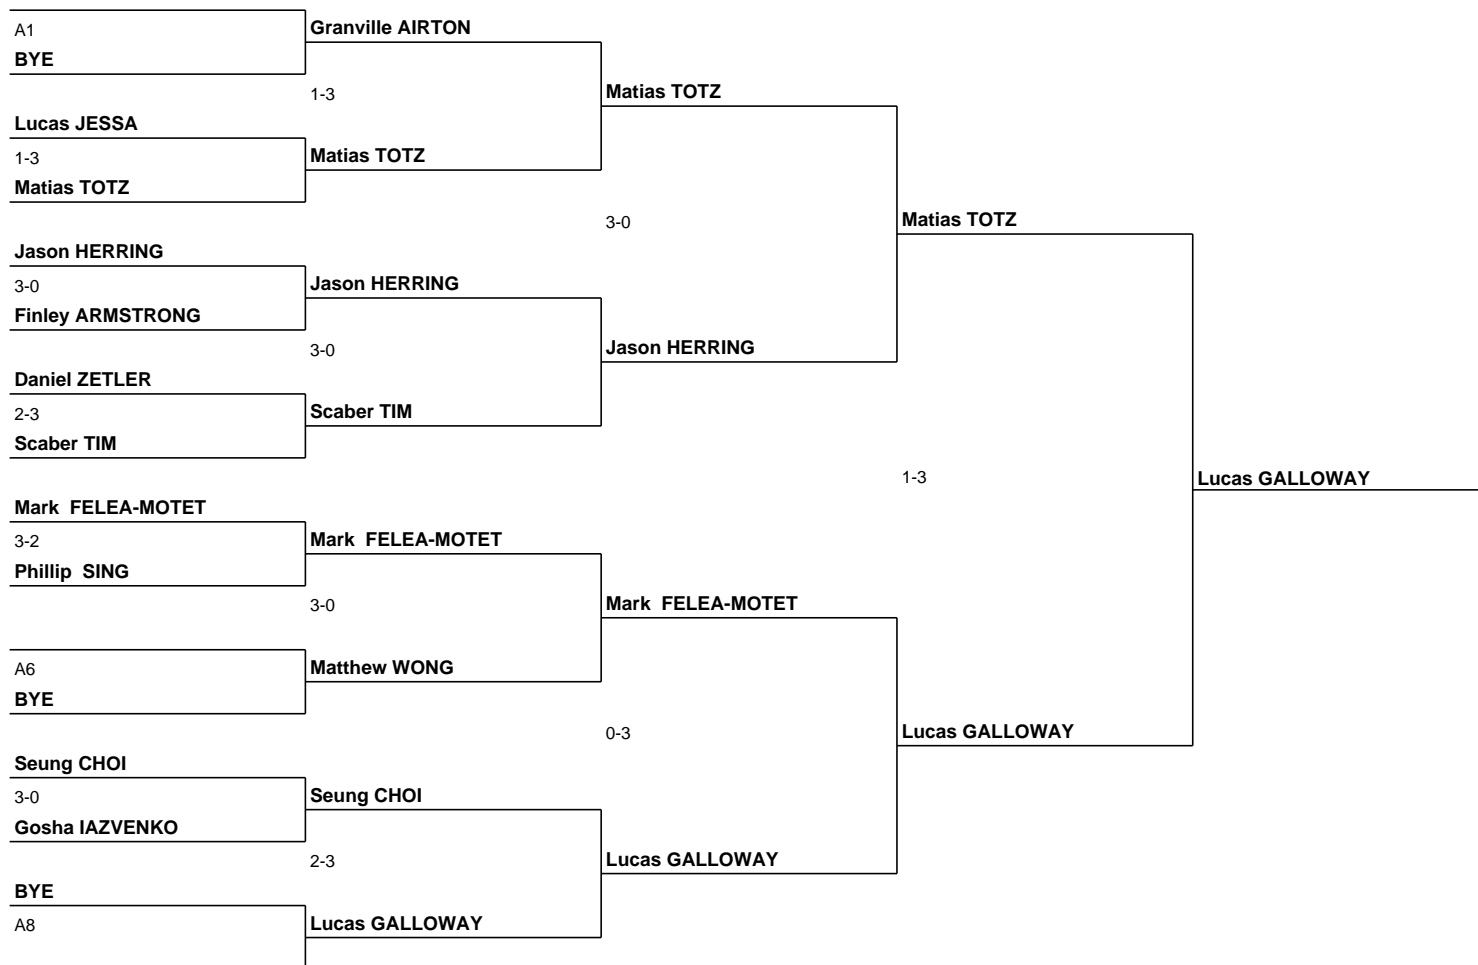 A1
BYE
Lucas JESSA
1-3
Matias TOTZ
Jason HERRING
3-0
Finley ARMSTRONG
Daniel ZETLER
2-3
Scaber TIM
Mark FELEA-MOTET
3-2
Phillip SING
A6
BYE
Seung CHOI
3-0
Gosha IAZVENKO
BYE
A8
Granville AIRTON
1-3
Matias TOTZ
Jason HERRING
3-0
Scaber TIM
Mark FELEA-MOTET
3-0
Matthew WONG
Seung CHOI
2-3
Lucas GALLOWAY
Matias TOTZ
3-0
Jason HERRING
Mark FELEA-MOTET
0-3
Lucas GALLOWAY
Matias TOTZ
1-3
Lucas GALLOWAY
Lucas GALLOWAY